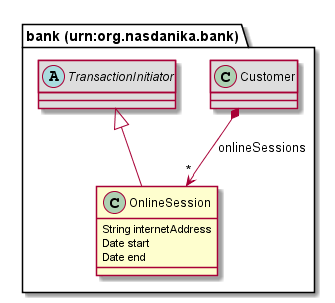 bank (urn:org.nasdanika.bank)
A TransactionInitiator
C Customer
onlineSessions
*
C OnlineSession
String internetAddress
Date start
Date end